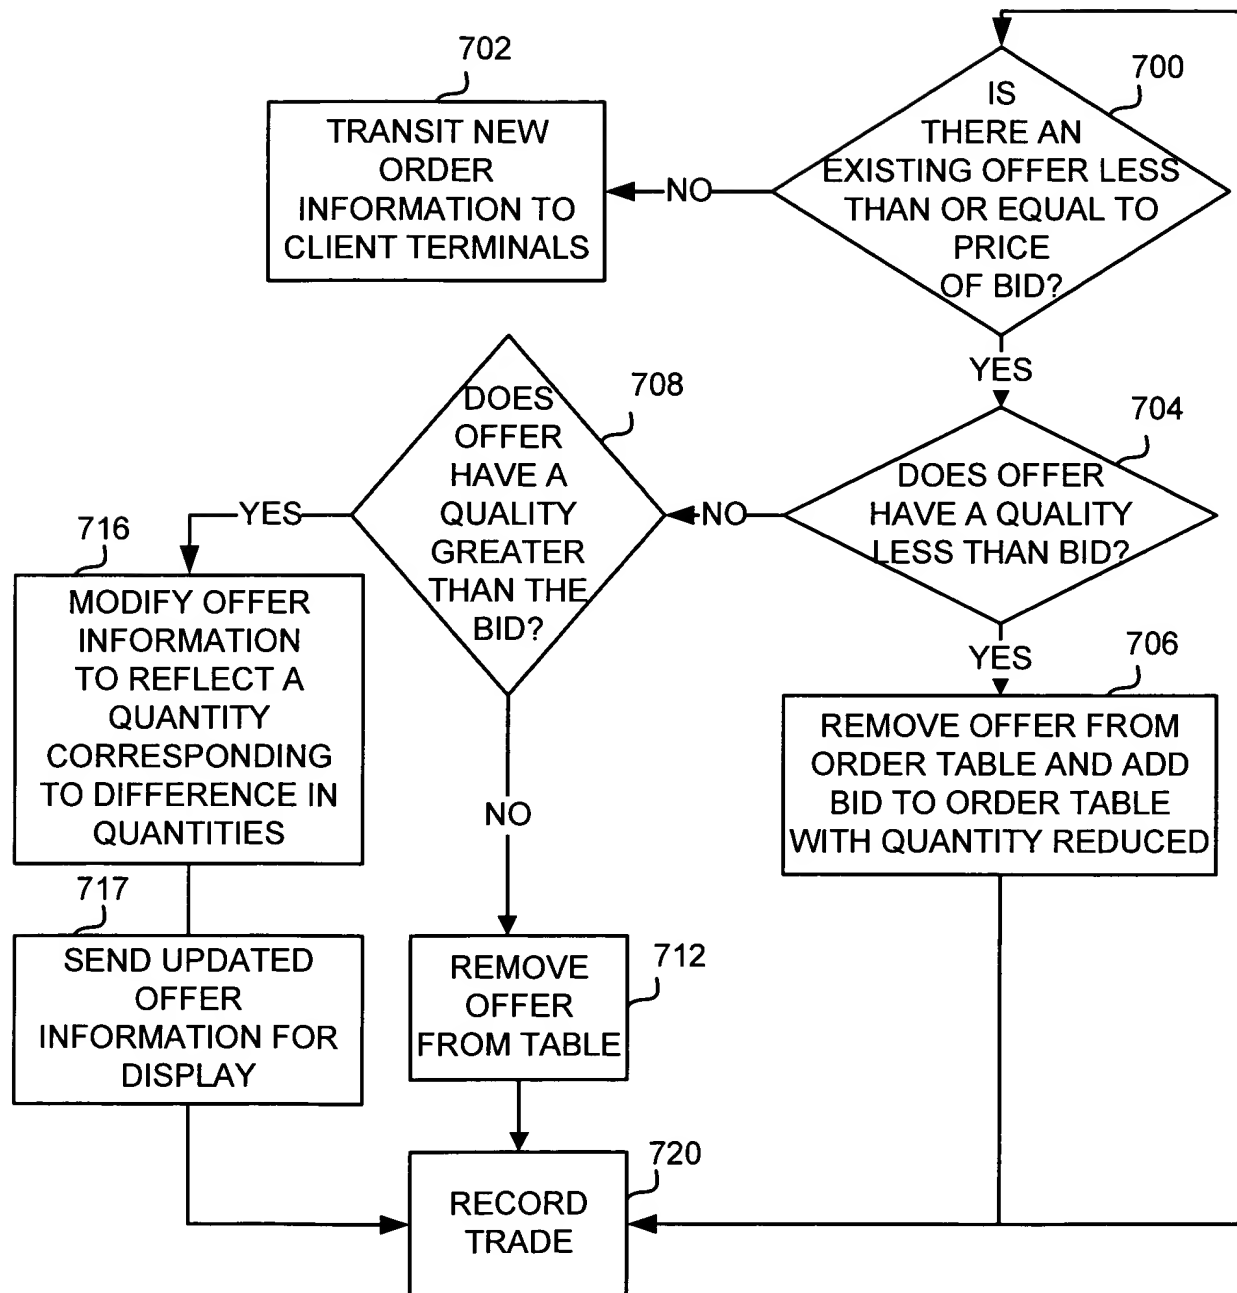 702
TRANSIT NEW
ORDER
INFORMATION TO
CLIENT TERMINALS
700
IS
THERE AN
EXISTING OFFER LESS
THAN OR EQUAL TO
PRICE
OF BID?
NO
YES
704
DOES OFFER
HAVE A QUALITY
LESS THAN BID?
NO
YES
708
DOES
OFFER
HAVE A
QUALITY
GREATER
THAN THE
BID?
YES
NO
706
REMOVE OFFER FROM
ORDER TABLE AND ADD
BID TO ORDER TABLE
WITH QUANTITY REDUCED
716
MODIFY OFFER
INFORMATION
TO REFLECT A
QUANTITY
CORRESPONDING
TO DIFFERENCE IN
QUANTITIES
717
SEND UPDATED
OFFER
INFORMATION FOR
DISPLAY
712
REMOVE
OFFER
FROM TABLE
720
RECORD
TRADE